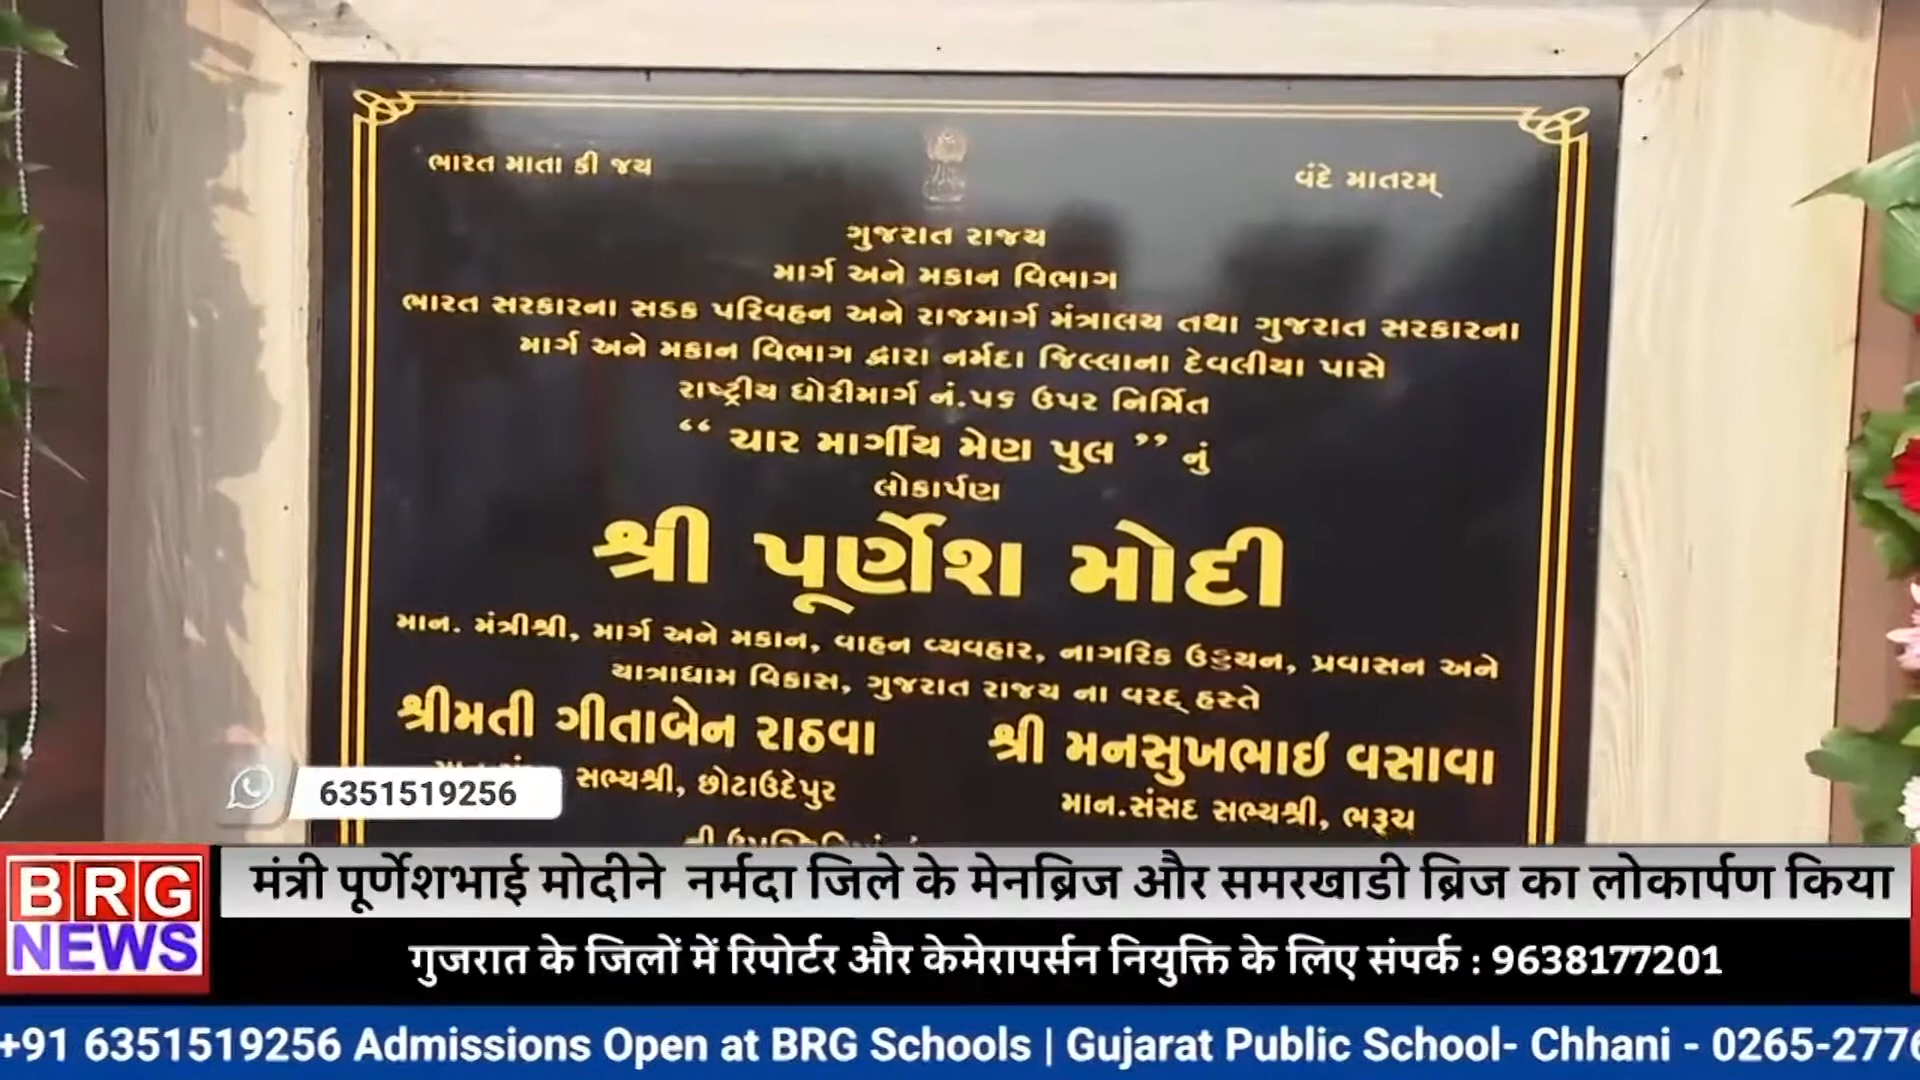 ભારત માતા કી જય
વંદે માતરમ્
ગુજરાત રાજય
માર્ગ અને મકાન વિભાગ
ભારત સરકારના સડક પરિવહન અને રાજમાર્ગ મંત્રાલય તથા ગુજરાત સરકારના
માર્ગ અને મકાન વિભાગ દ્વારા નર્મદા જિલ્લાના દેવલીયા પાસે
રાષ્ટ્રીય ધોરીમાર્ગ નં.૫૬ ઉપર નિર્મિત
“ ચાર માર્ગીય મેણ પુલ ” નું
લોકાર્પણ
શ્રી પૂર્ણેશ મોદી
માન. મંત્રીશ્રી, માર્ગ અને મકાન, વાહન વ્યવહાર, નાગરિક ઉડ્ડયન, પ્રવાસન અને
યાત્રાધામ વિકાસ, ગુજરાત રાજય ના વરદ્ હસ્તે
શ્રીમતી ગીતાબેન રાઠવા
સભ્યશ્રી, છોટાઉદેપુર
શ્રી મનસુખભાઇ વસાવા
માન.સંસદ સભ્યશ્રી, ભરૂચ
6351519256
BRG
NEWS
मंत्री पूर्णेशभाई मोदीने नर्मदा जिले के मेनब्रिज और समरखाडी ब्रिज का लोकार्पण किया
गुजरात के जिलों में रिपोर्टर और केमेरापर्सन नियुक्ति के लिए संपर्क : 9638177201
+91 6351519256 Admissions Open at BRG Schools | Gujarat Public School- Chhani - 0265-2776